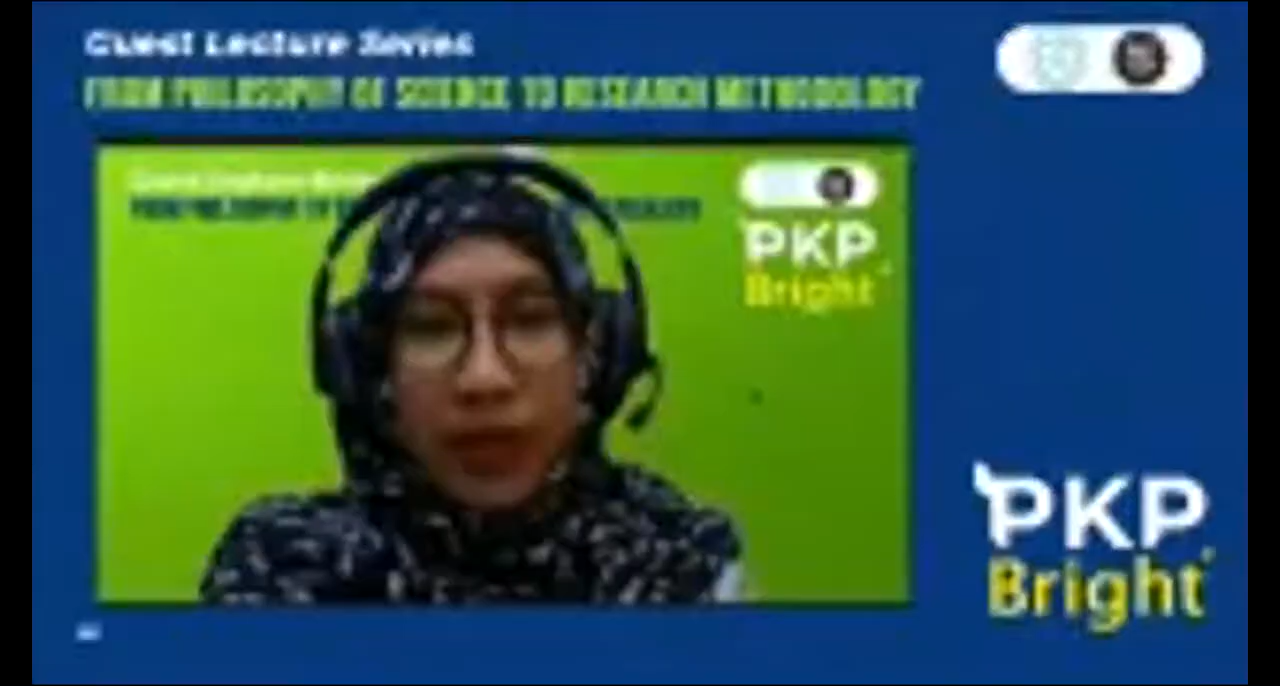 Guest Lecture Series
FROM PHILOSOPHY OF SCIENCE TO RESEARCH METHODOLOGY
PKP
Bright
PKP
Bright